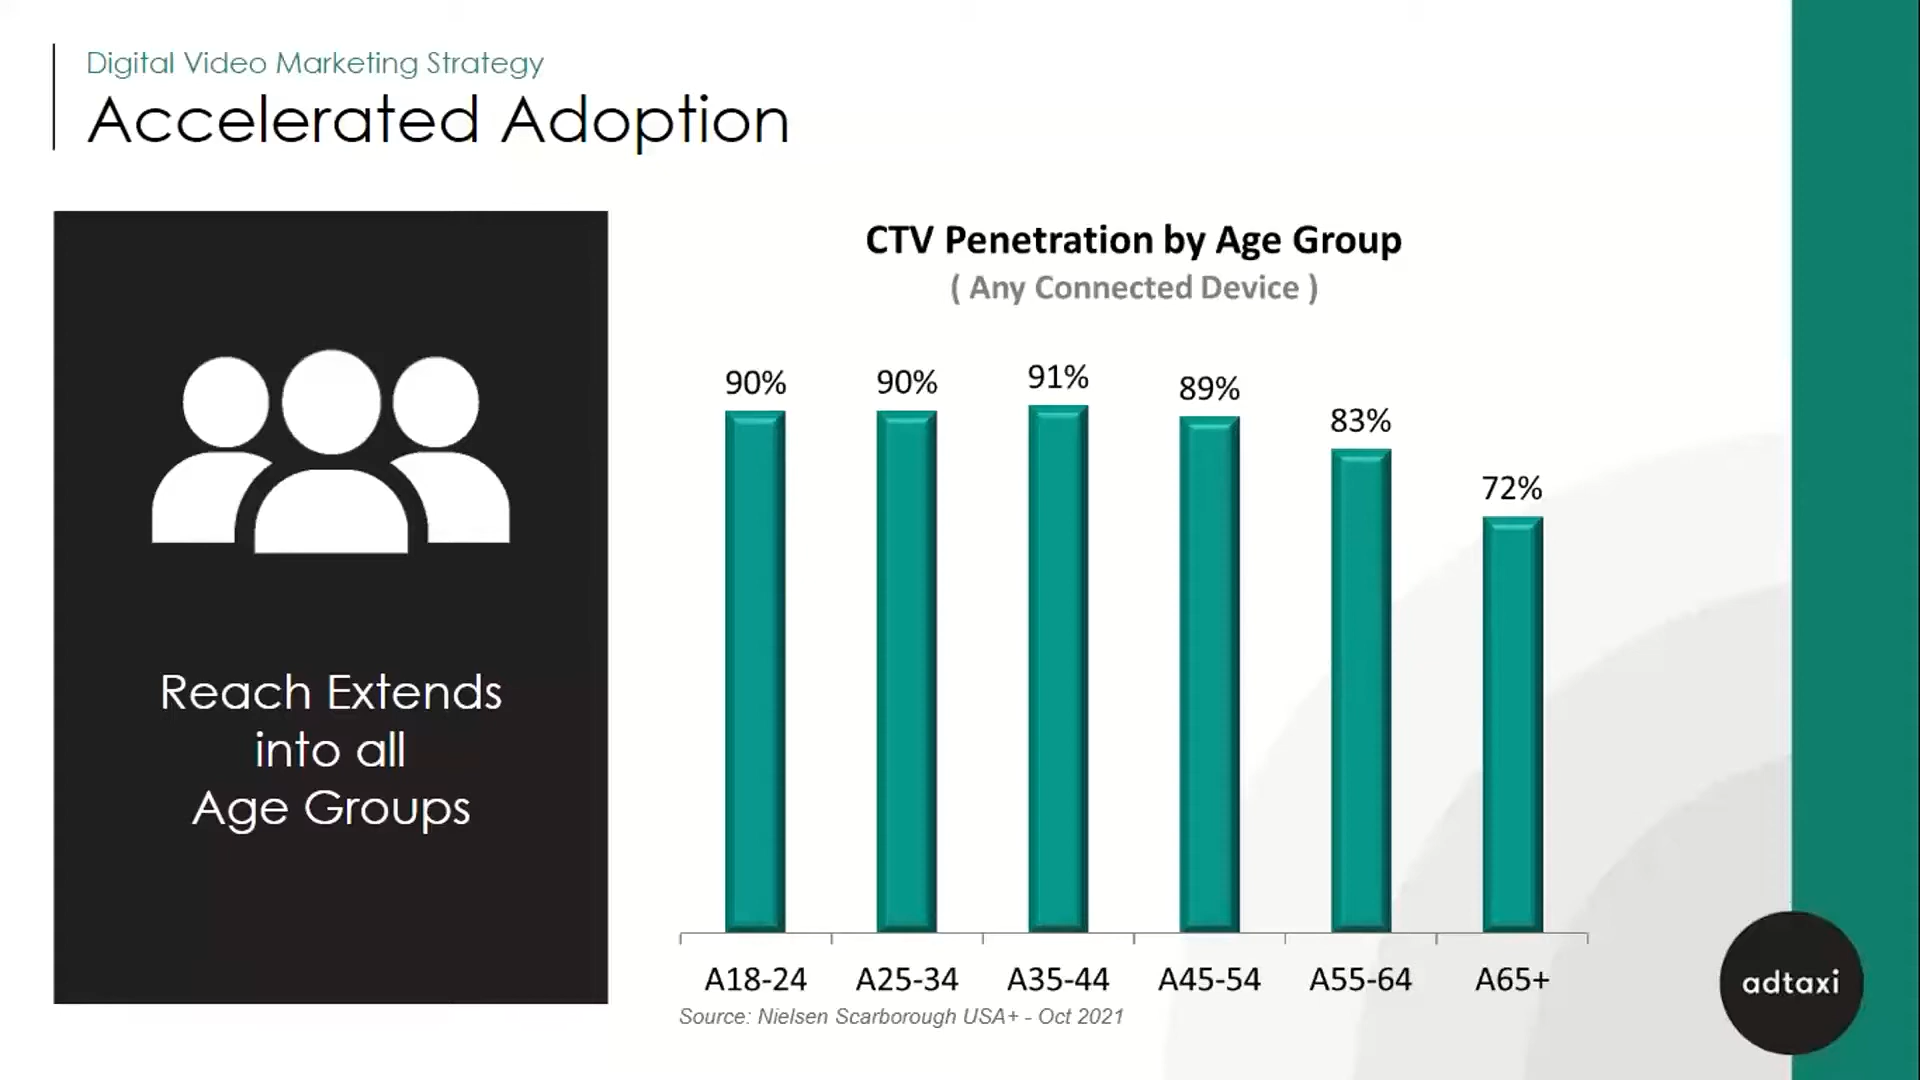 Digital Video Marketing Strategy
Accelerated Adoption
Reach Extends
into all
Age Groups
CTV Penetration by Age Group
( Any Connected Device )
90%
90%
91%
89%
83%
72%
A18-24
A25-34
A35-44
A45-54
A55-64
A65+
Source: Nielsen Scarborough USA+ - Oct 2021
adtaxi